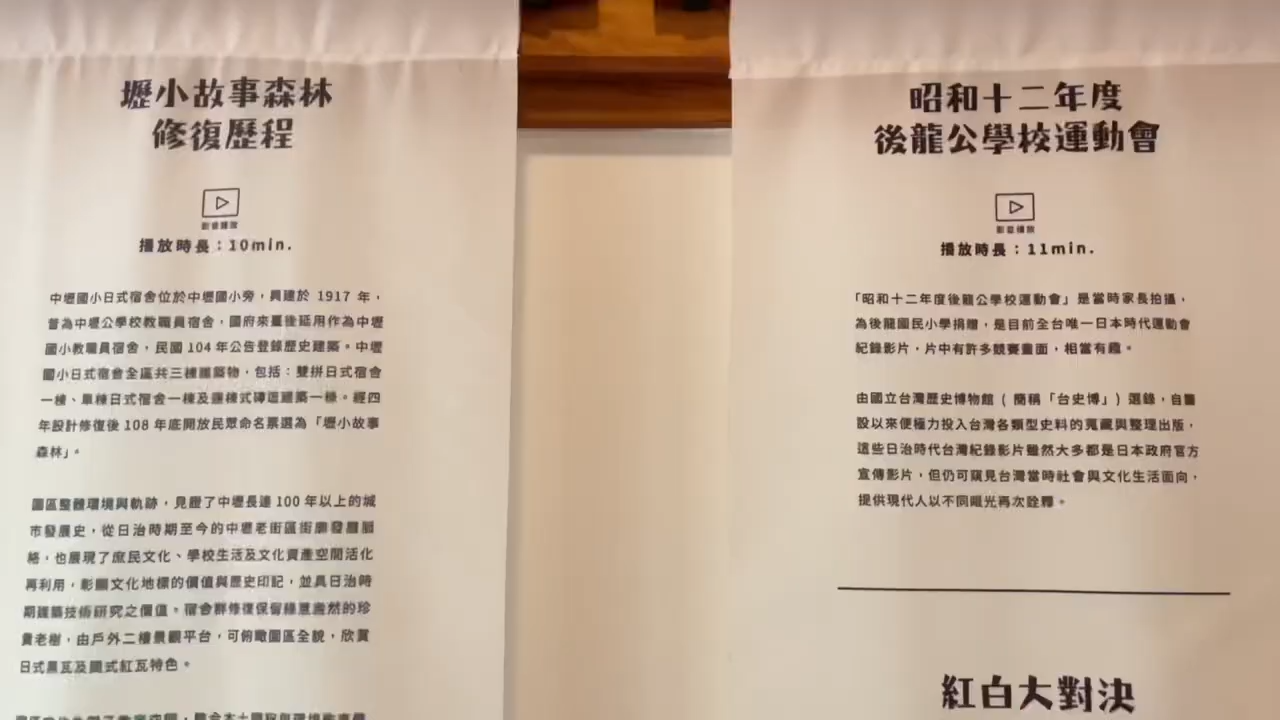 壢小故事森林
修復歷程
影音播放
播放時長：10min.
中壢國小日式宿舍位於中壢國小旁，興建於 1917 年，
曾為中壢公學校教職員宿舍，國府來臺後延用作為中壢
國小教職員宿舍，民國 104 年公告登錄歷史建築。中壢
國小日式宿舍全區共三棟建築物，包括：雙拼日式宿舍
一棟、單棟日式宿舍一棟及連棟式磚造建築一棟。經四
年設計修復後 108 年底開放民眾命名票選為「壢小故事
森林」。
園區整體環境與軌跡，見證了中壢長達 100 年以上的城
市發展史，從日治時期至今的中壢老街區街廓發展脈
絡，也展現了庶民文化、學校生活及文化資產空間活化
再利用，彰顯文化地標的價值與歷史印記，並具日治時
期建築技術研究之價值。宿舍群修復保留綠意盎然的珍
貴老樹，由戶外二樓景觀平台，可俯瞰園區全貌，欣賞
日式黑瓦及閩式紅瓦特色。
昭和十二年度
後龍公學校運動會
影音播放
播放時長：11min.
「昭和十二年度後龍公學校運動會」是當時家長拍攝，
為後龍國民小學捐贈，是目前全台唯一日本時代運動會
紀錄影片，片中有許多競賽畫面，相當有趣。
由國立台灣歷史博物館 ( 簡稱「台史博」) 選錄，自籌
設以來便極力投入台灣各類型史料的蒐藏與整理出版，
這些日治時代台灣紀錄影片雖然大多都是日本政府官方
宣傳影片，但仍可窺見台灣當時社會與文化生活面向，
提供現代人以不同眼光再次詮釋。
紅白大對決